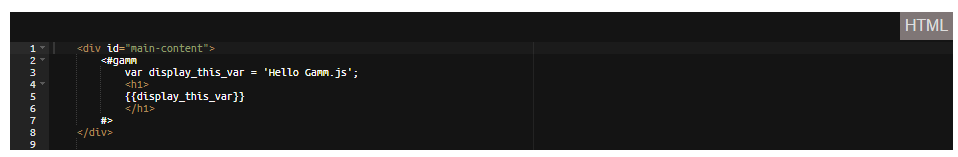 HTML
1 <div id="main-content">
2 <#gamm
3 var display_this_var = 'Hello Gamm.js';
4 <h1>
5 {{display_this_var}}
6 </h1>
7 #>
8 </div>
9